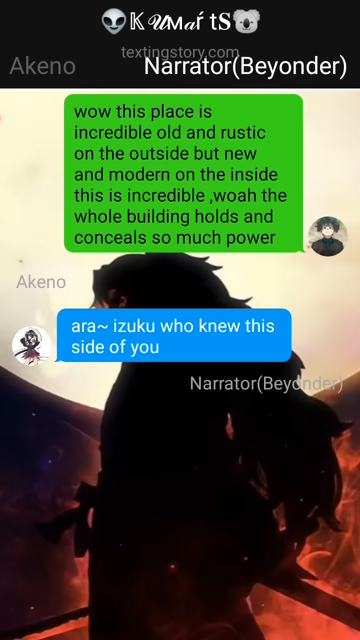 👽𝕂 𝓤ᴍ𝒶ŕ t𝐒🐨
textingstory.com
Akeno Narrator(Beyonder)
wow this place is
incredible old and rustic
on the outside but new
and modern on the inside
this is incredible ,woah the
whole building holds and
conceals so much power
Akeno
ara~ izuku who knew this
side of you
Narrator(Beyonder)